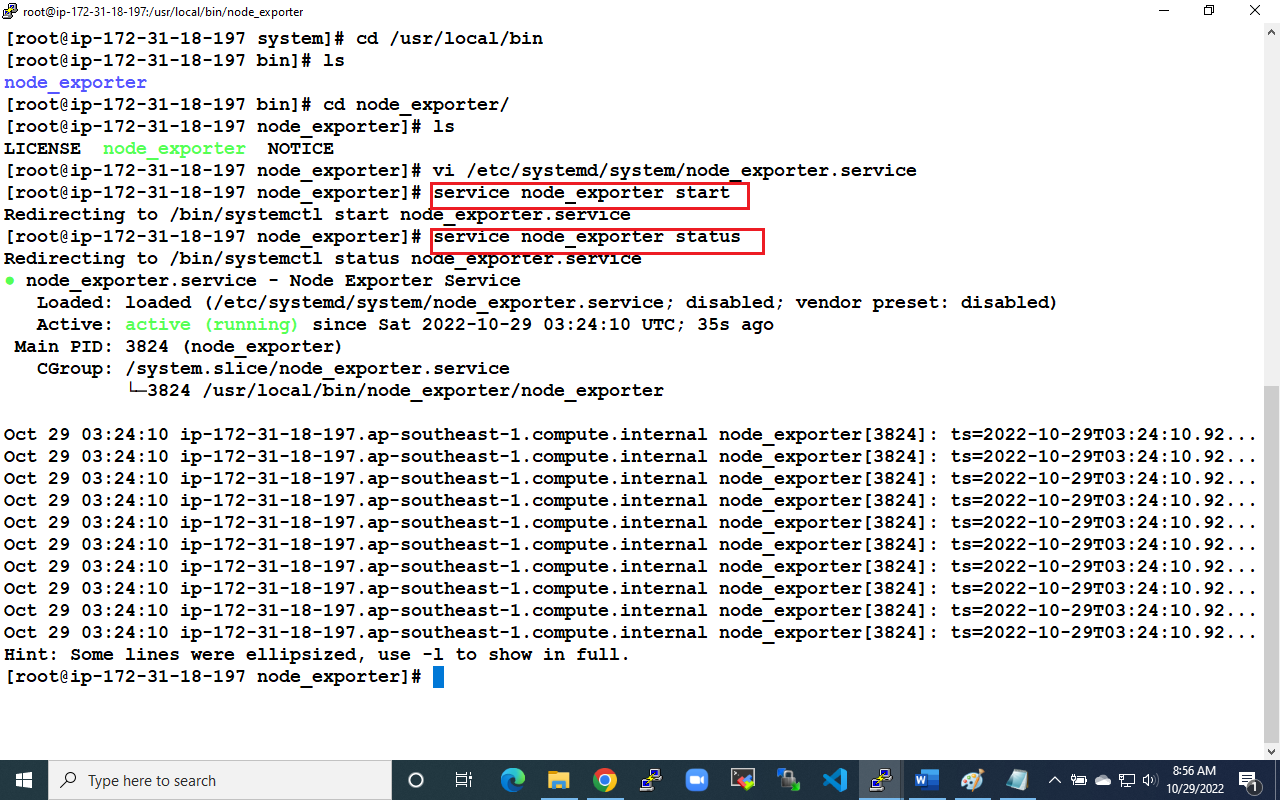 root@ip-172-31-18-197:/usr/local/bin/node_exporter
[root@ip-172-31-18-197 system]# cd /usr/local/bin
[root@ip-172-31-18-197 bin]# ls
node_exporter
[root@ip-172-31-18-197 bin]# cd node_exporter/
[root@ip-172-31-18-197 node_exporter]# ls
LICENSE  node_exporter  NOTICE
[root@ip-172-31-18-197 node_exporter]# vi /etc/systemd/system/node_exporter.service
[root@ip-172-31-18-197 node_exporter]# service node_exporter start
Redirecting to /bin/systemctl start node_exporter.service
[root@ip-172-31-18-197 node_exporter]# service node_exporter status
Redirecting to /bin/systemctl status node_exporter.service
● node_exporter.service - Node Exporter Service
   Loaded: loaded (/etc/systemd/system/node_exporter.service; disabled; vendor preset: disabled)
   Active: active (running) since Sat 2022-10-29 03:24:10 UTC; 35s ago
 Main PID: 3824 (node_exporter)
   CGroup: /system.slice/node_exporter.service
           └─3824 /usr/local/bin/node_exporter/node_exporter
Oct 29 03:24:10 ip-172-31-18-197.ap-southeast-1.compute.internal node_exporter[3824]: ts=2022-10-29T03:24:10.92...
Oct 29 03:24:10 ip-172-31-18-197.ap-southeast-1.compute.internal node_exporter[3824]: ts=2022-10-29T03:24:10.92...
Oct 29 03:24:10 ip-172-31-18-197.ap-southeast-1.compute.internal node_exporter[3824]: ts=2022-10-29T03:24:10.92...
Oct 29 03:24:10 ip-172-31-18-197.ap-southeast-1.compute.internal node_exporter[3824]: ts=2022-10-29T03:24:10.92...
Oct 29 03:24:10 ip-172-31-18-197.ap-southeast-1.compute.internal node_exporter[3824]: ts=2022-10-29T03:24:10.92...
Oct 29 03:24:10 ip-172-31-18-197.ap-southeast-1.compute.internal node_exporter[3824]: ts=2022-10-29T03:24:10.92...
Oct 29 03:24:10 ip-172-31-18-197.ap-southeast-1.compute.internal node_exporter[3824]: ts=2022-10-29T03:24:10.92...
Oct 29 03:24:10 ip-172-31-18-197.ap-southeast-1.compute.internal node_exporter[3824]: ts=2022-10-29T03:24:10.92...
Oct 29 03:24:10 ip-172-31-18-197.ap-southeast-1.compute.internal node_exporter[3824]: ts=2022-10-29T03:24:10.92...
Oct 29 03:24:10 ip-172-31-18-197.ap-southeast-1.compute.internal node_exporter[3824]: ts=2022-10-29T03:24:10.92...
Hint: Some lines were ellipsized, use -l to show in full.
[root@ip-172-31-18-197 node_exporter]#
Type here to search
8:56 AM
10/29/2022
1